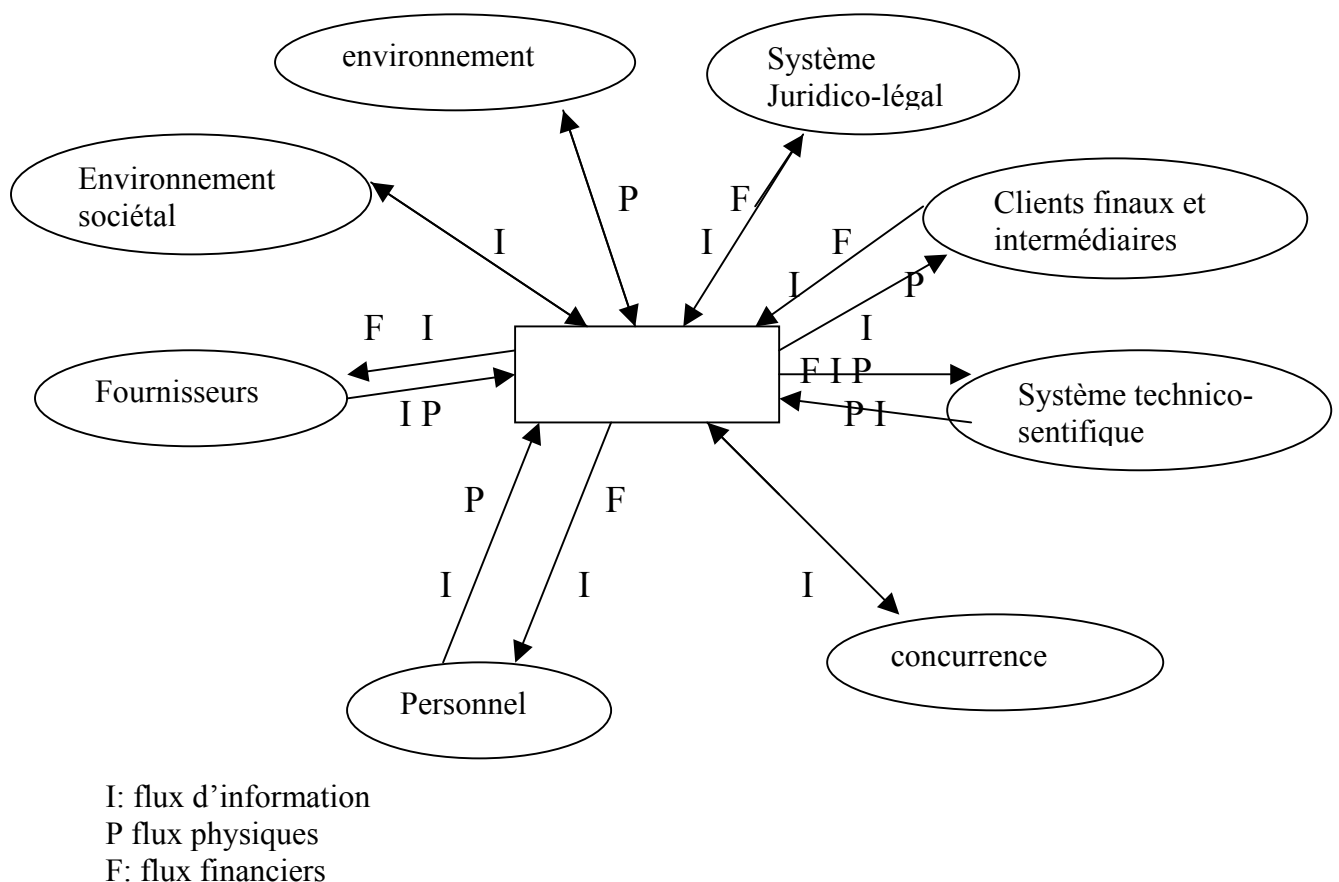 environnement
Système
Juridico-légal
Environnement
sociétal
P
F
I
I
Clients finaux et
intermédiaires
F
I
P
I
F I
Fournisseurs
I P
F I P
P I
Système technico-
sentifique
P
F
I
I
I
concurrence
Personnel
I: flux d’information
P flux physiques
F: flux financiers